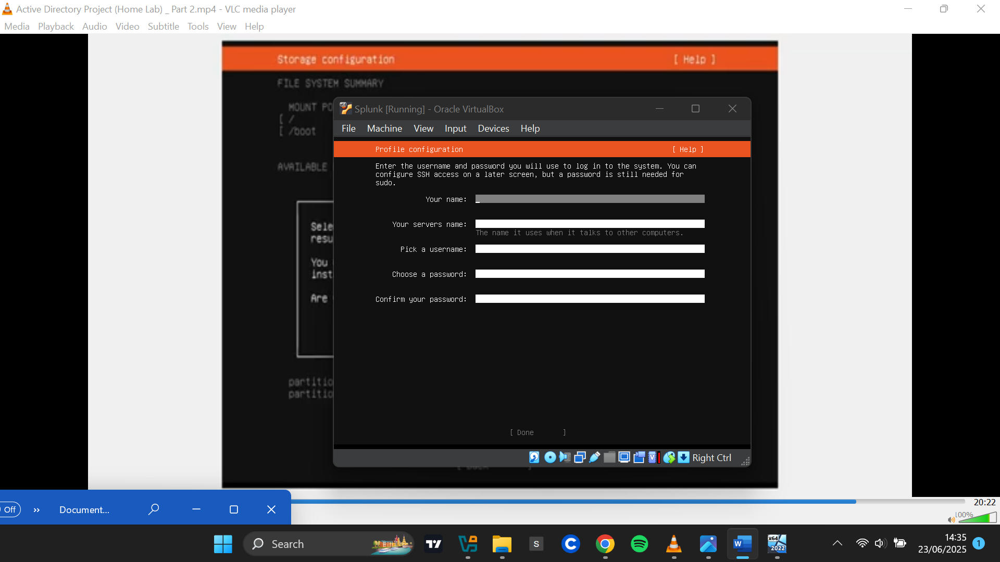 Active Directory Project (Home Lab) _ Part 2.mp4 - VLC media player
Media Playback Audio Video Subtitle Tools View Help
Storage configuration [ Help ]
FILE SYSTEM SUMMARY
MOUNT PO
[ /
[ /boot
AVAILABLE
Sele
resu
You
inst
Are
partitio
partitio
Splunk [Running] - Oracle VirtualBox
File Machine View Input Devices Help
Profile configuration [ Help ]
Enter the username and password you will use to log in to the system. You can
configure SSH access on a later screen, but a password is still needed for
sudo.
Your name:
Your servers name:
The name it uses when it talks to other computers.
Pick a username:
Choose a password:
Confirm your password:
[ Done ]
Right Ctrl
Off » Document...
20:22
100%
Search
S
x64
2022
14:35
23/06/2025
1